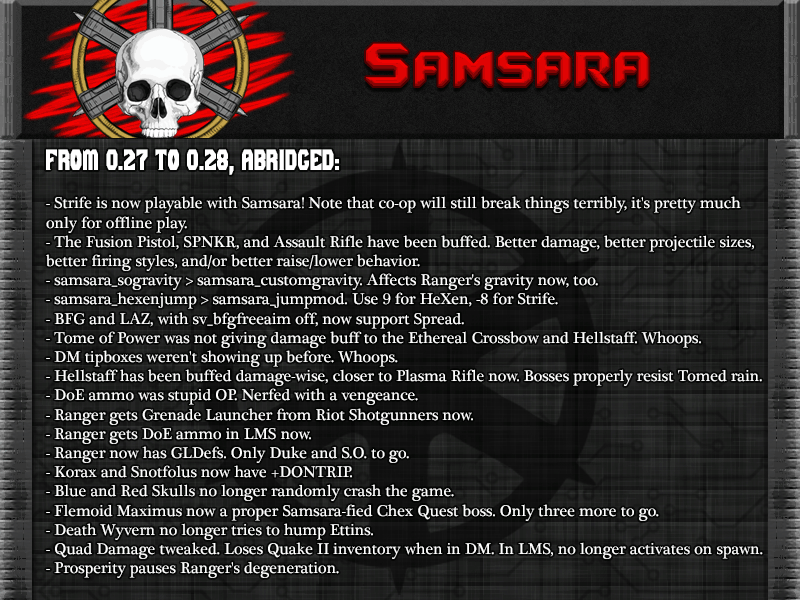 SAMSARA
FROM 0.27 TO 0.28, ABRIDGED:
- Strife is now playable with Samsara! Note that co-op will still break things terribly, it's pretty much
only for offline play.
- The Fusion Pistol, SPNKR, and Assault Rifle have been buffed. Better damage, better projectile sizes,
better firing styles, and/or better raise/lower behavior.
- samsara_sogravity > samsara_customgravity. Affects Ranger's gravity now, too.
- samsara_hexenjump > samsara_jumpmod. Use 9 for HeXen, -8 for Strife.
- BFG and LAZ, with sv_bfgfreeaim off, now support Spread.
- Tome of Power was not giving damage buff to the Ethereal Crossbow and Hellstaff. Whoops.
- DM tipboxes weren't showing up before. Whoops.
- Hellstaff has been buffed damage-wise, closer to Plasma Rifle now. Bosses properly resist Tomed rain.
- DoE ammo was stupid OP. Nerfed with a vengeance.
- Ranger gets Grenade Launcher from Riot Shotgunners now.
- Ranger gets DoE ammo in LMS now.
- Ranger now has GLDefs. Only Duke and S.O. to go.
- Korax and Snotfolus now have +DONTRIP.
- Blue and Red Skulls no longer randomly crash the game.
- Flemoid Maximus now a proper Samsara-fied Chex Quest boss. Only three more to go.
- Death Wyvern no longer tries to hump Ettins.
- Quad Damage tweaked. Loses Quake II inventory when in DM. In LMS, no longer activates on spawn.
- Prosperity pauses Ranger's degeneration.